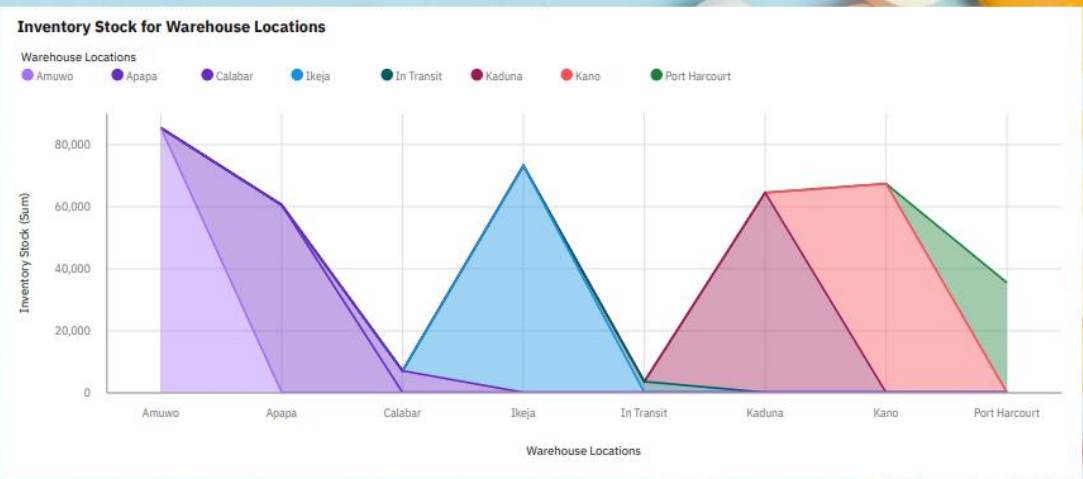 Inventory Stock for Warehouse Locations
Warehouse Locations
Amuwo Apapa Calabar Ikeja In Transit Kaduna Kano Port Harcourt
Inventory Stock (Sum)
80,000
60,000
40,000
20,000
0
Amuwo Apapa Calabar Ikeja In Transit Kaduna Kano Port Harcourt
Warehouse Locations